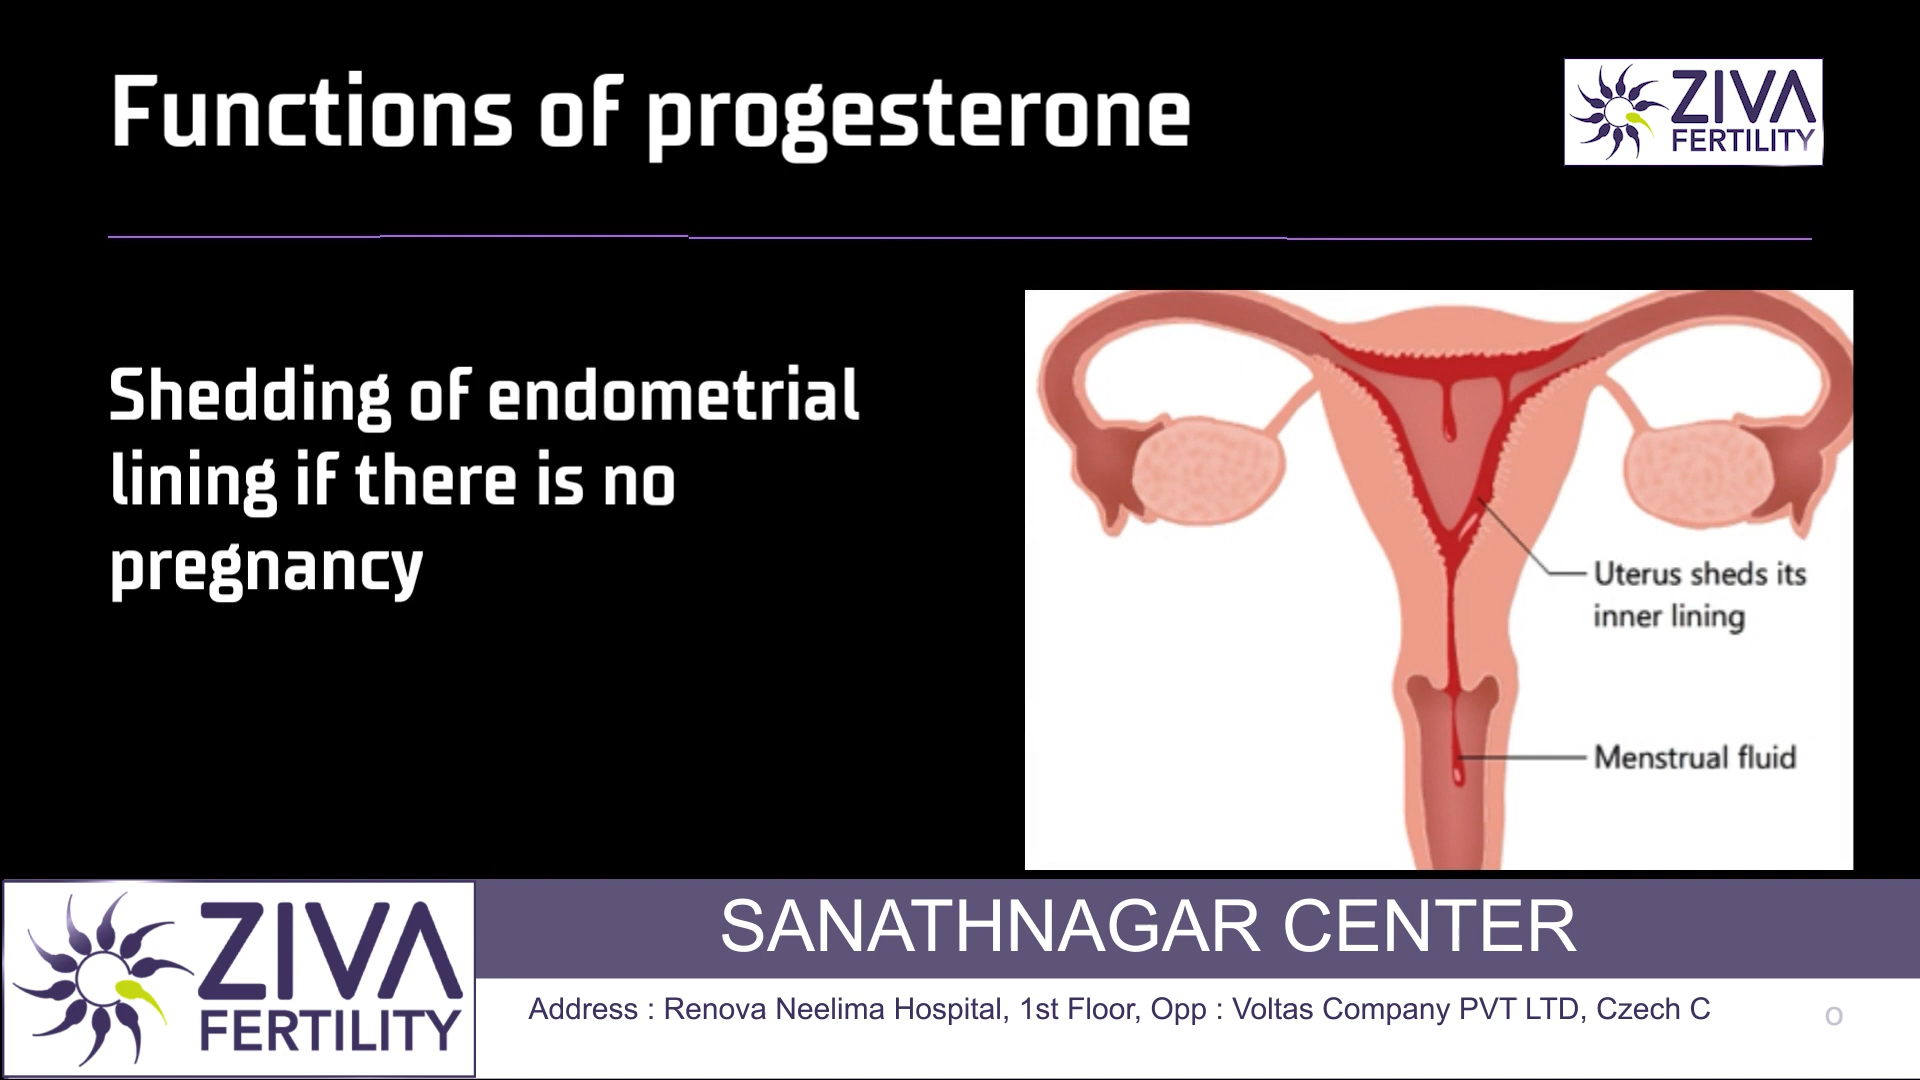 Functions of progesterone
ZIVA
FERTILITY
Shedding of endometrial
lining if there is no
pregnancy
Uterus sheds its
inner lining
Menstrual fluid
ZIVA
FERTILITY
SANATHNAGAR CENTER
Address : Renova Neelima Hospital, 1st Floor, Opp : Voltas Company PVT LTD, Czech C o